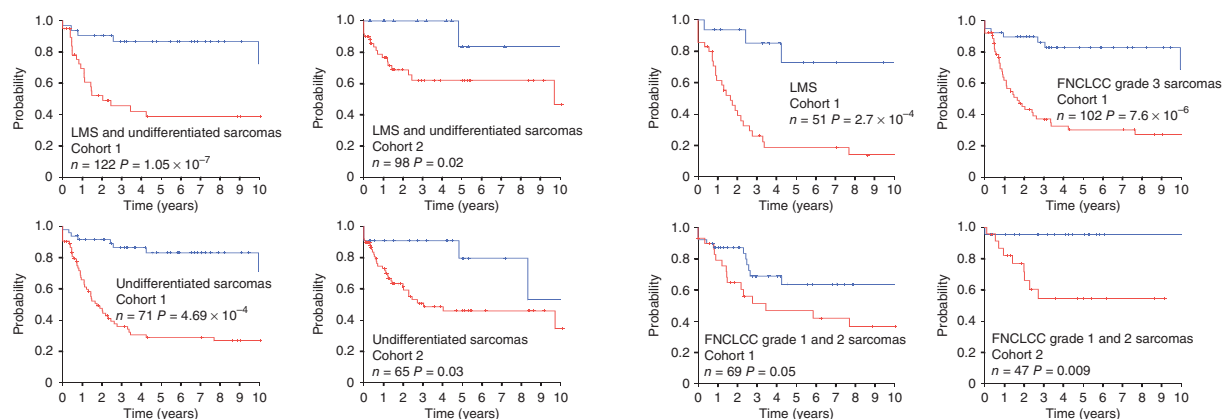 Probability
1.0
0.8
0.6
0.4
0.2
0
LMS and undifferentiated sarcomas
Cohort 1
n = 122 P = 1.05 × 10⁻⁷
0 1 2 3 4 5 6 7 8 9 10
Time (years)
Probability
1.0
0.8
0.6
0.4
0.2
0
LMS and undifferentiated sarcomas
Cohort 2
n = 98 P = 0.02
0 1 2 3 4 5 6 7 8 9 10
Time (years)
Probability
1.0
0.8
0.6
0.4
0.2
0
LMS
Cohort 1
n = 51 P = 2.7 × 10⁻⁴
0 1 2 3 4 5 6 7 8 9 10
Time (years)
Probability
1.0
0.8
0.6
0.4
0.2
0
FNCLCC grade 3 sarcomas
Cohort 1
n = 102 P = 7.6 × 10⁻⁶
0 1 2 3 4 5 6 7 8 9 10
Time (years)
Probability
1.0
0.8
0.6
0.4
0.2
0
Undifferentiated sarcomas
Cohort 1
n = 71 P = 4.69 × 10⁻⁴
0 1 2 3 4 5 6 7 8 9 10
Time (years)
Probability
1.0
0.8
0.6
0.4
0.2
0
Undifferentiated sarcomas
Cohort 2
n = 65 P = 0.03
0 1 2 3 4 5 6 7 8 9 10
Time (years)
Probability
1.0
0.8
0.6
0.4
0.2
0
FNCLCC grade 1 and 2 sarcomas
Cohort 1
n = 69 P = 0.05
0 1 2 3 4 5 6 7 8 9 10
Time (years)
Probability
1.0
0.8
0.6
0.4
0.2
0
FNCLCC grade 1 and 2 sarcomas
Cohort 2
n = 47 P = 0.009
0 1 2 3 4 5 6 7 8 9 10
Time (years)